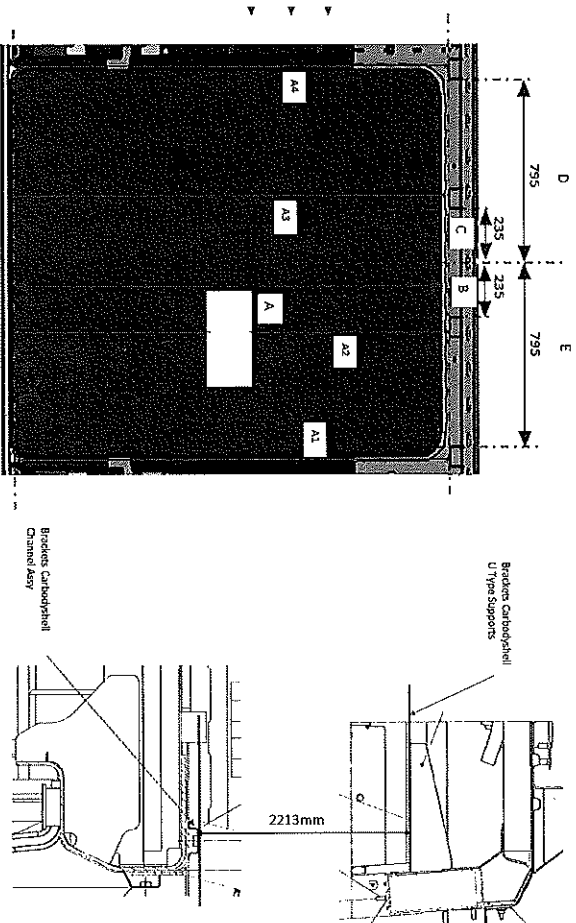 D
E
795
795
235
235
C
B
A4
A3
A
A2
A1
Brackets Carbodyshell
U Type Supports
2213mm
Brackets Carbodyshell
Channel Assy